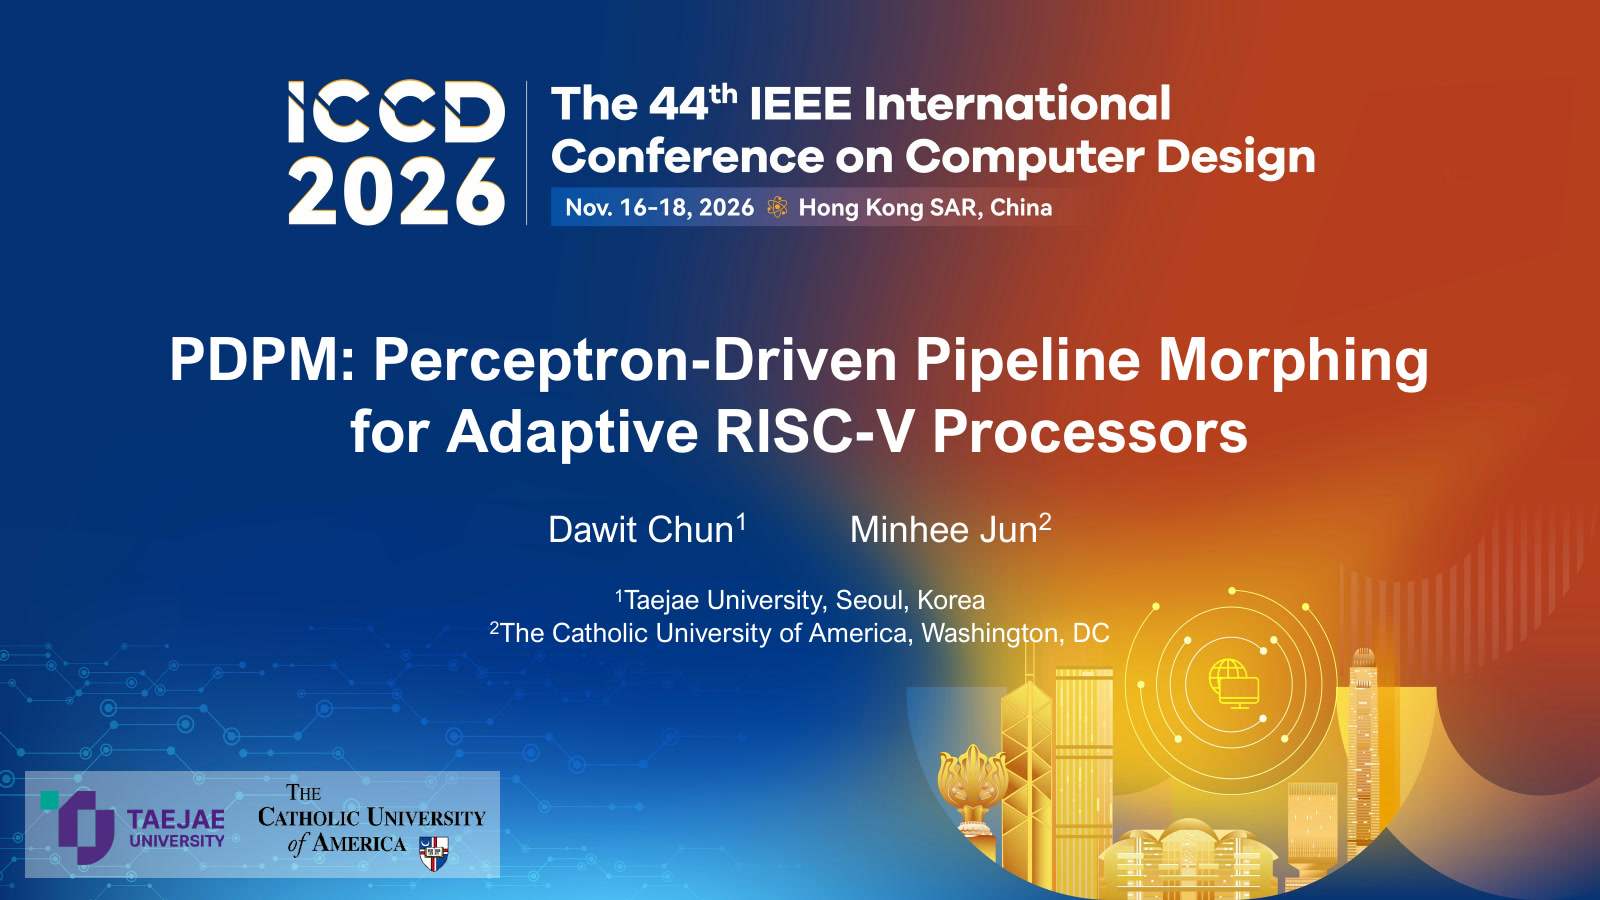 ICCD
2026
The 44th IEEE International
Conference on Computer Design
Nov. 16-18, 2026 Hong Kong SAR, China
PDPM: Perceptron-Driven Pipeline Morphing
for Adaptive RISC-V Processors
Dawit Chun1 Minhee Jun2
1Taejae University, Seoul, Korea
2The Catholic University of America, Washington, DC
TAEJAE
UNIVERSITY
THE
CATHOLIC UNIVERSITY
of AMERICA